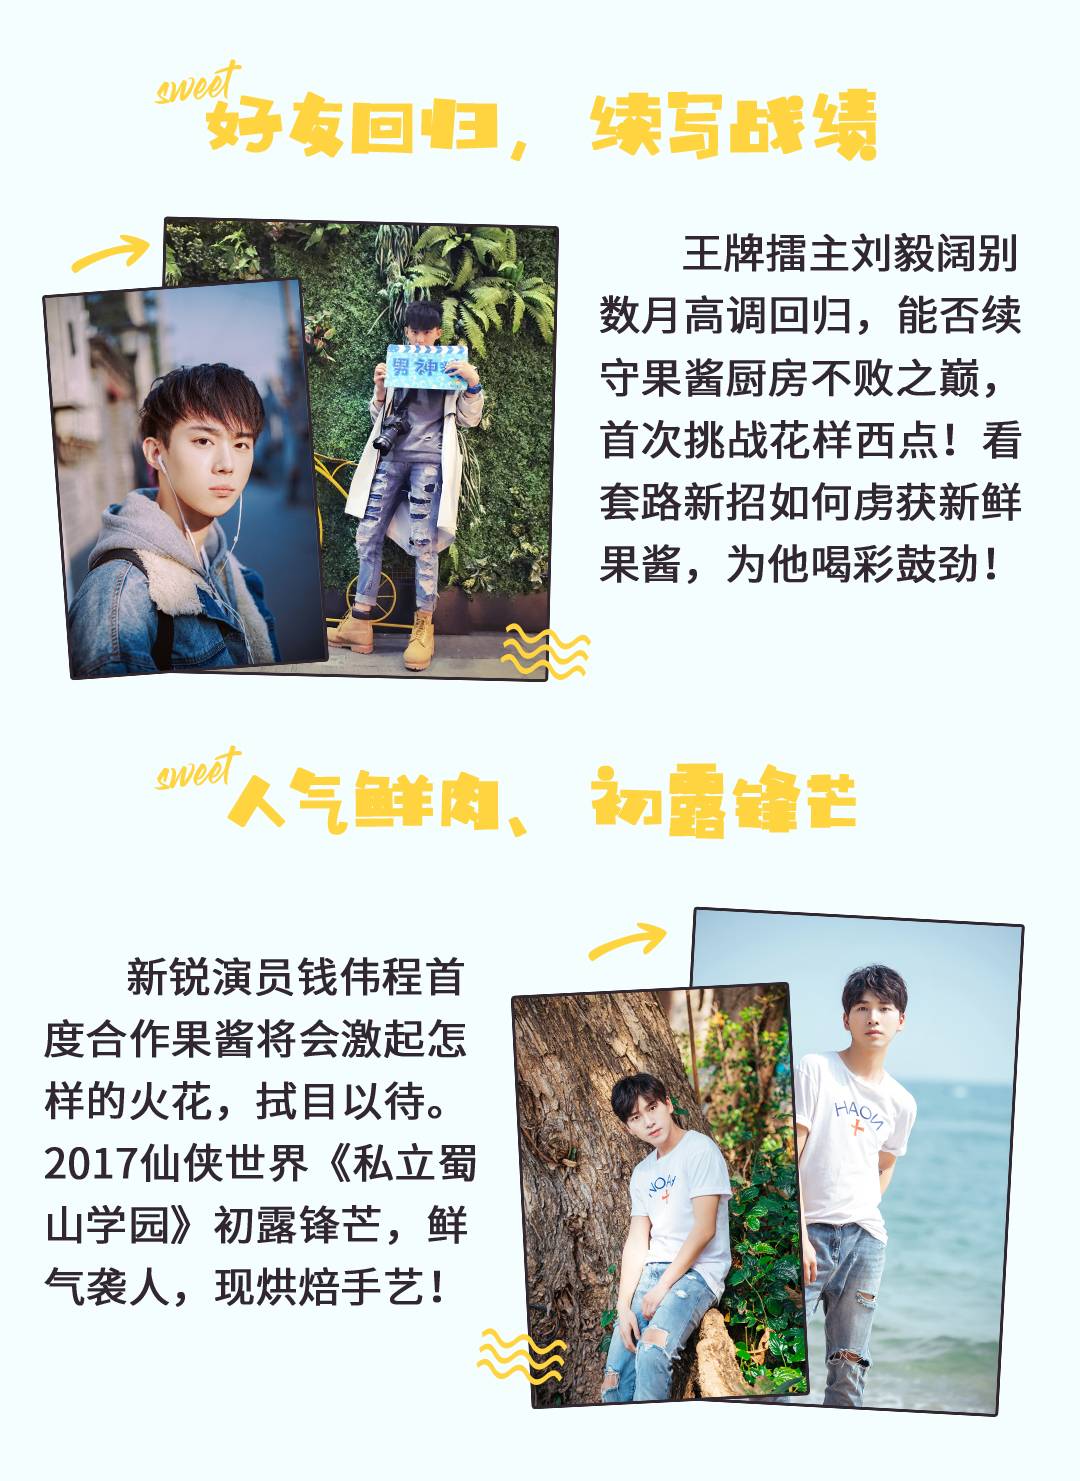 sweet
好友回归， 续写战绩
男神
王牌擂主刘毅阔别
数月高调回归，能否续
守果酱厨房不败之巅，
首次挑战花样西点！看
套路新招如何虏获新鲜
果酱，为他喝彩鼓劲！
sweet
人气鲜肉、 初露锋芒
新锐演员钱伟程首
度合作果酱将会激起怎
样的火花，拭目以待。
2017仙侠世界《私立蜀
山学园》初露锋芒，鲜
气袭人，现烘焙手艺！